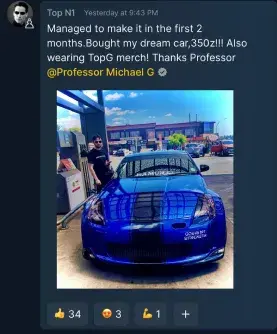 Top N1 Yesterday at 9:43 PM
Managed to make it in the first 2
months.Bought my dream car,350z!!! Also
wearing TopG merch! Thanks Professor
@Professor Michael G
34 3 1 +